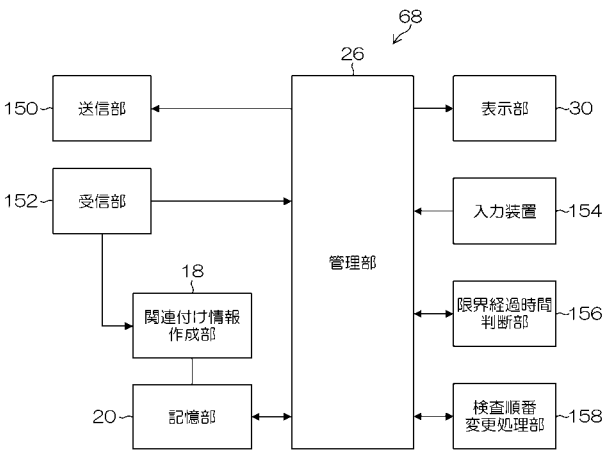 68
26
150
送信部
表示部
30
152
受信部
入力装置
154
管理部
18
関連付け情報
作成部
限界経過時間
判断部
156
20
記憶部
検査順番
変更処理部
158